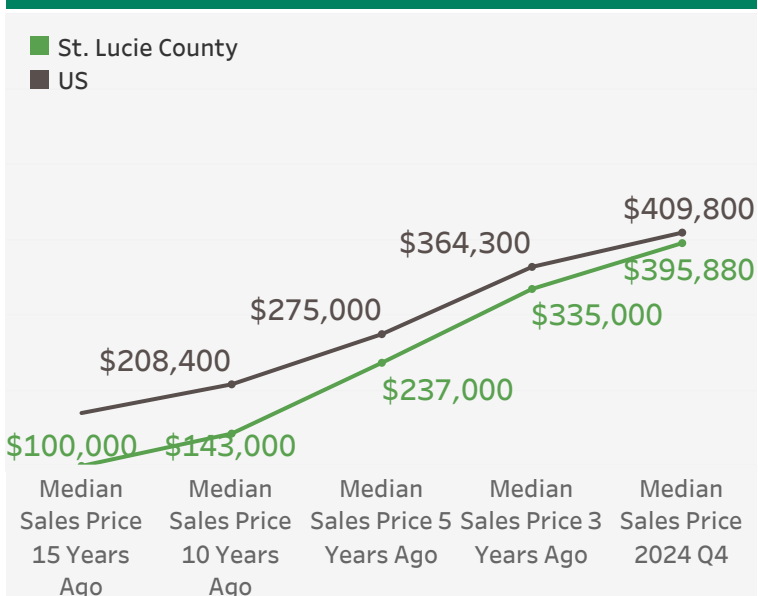 St. Lucie County
US
$409,800
$364,300
$395,880
$275,000
$335,000
$208,400
$237,000
$100,000 $143,000
Median Median Median Median Median
Sales Price Sales Price Sales Price 5 Sales Price 3 Sales Price
15 Years 10 Years Years Ago Years Ago 2024 Q4
Ago Ago